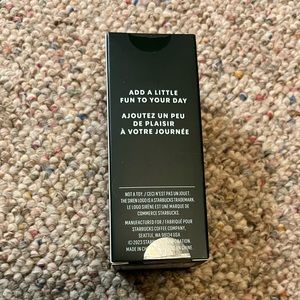 ADD A LITTLE
FUN TO YOUR DAY
AJOUTEZ UN PEU
DE PLAISIR
À VOTRE JOURNÉE
NOT A TOY. / CECI N'EST PAS UN JOUET.
THE SIREN LOGO IS A STARBUCKS TRADEMARK.
LE LOGO SIRÈNE EST UNE MARQUE DE
COMMERCE STARBUCKS.
MANUFACTURED FOR / FABRIQUÉ POUR
STARBUCKS COFFEE COMPANY,
SEATTLE, WA 98134 USA
(C) 2023
MADE IN